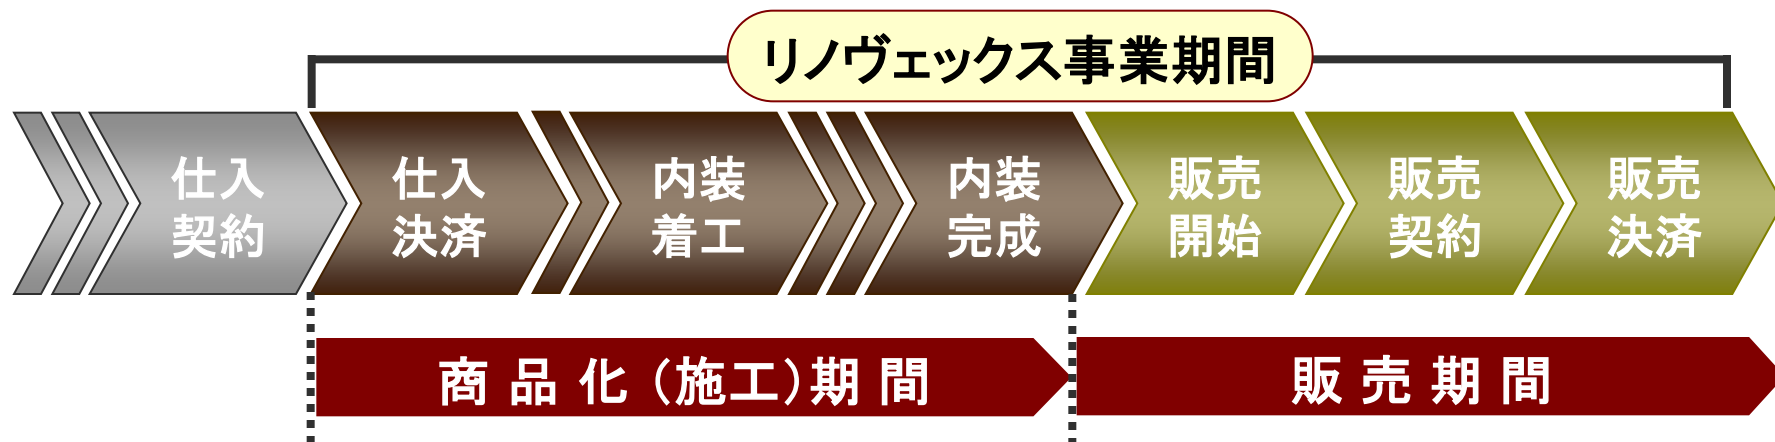 リノヴェックス事業期間
仕入
契約
仕入
決済
内装
着工
内装
完成
販売
開始
販売
契約
販売
決済
商品化（施工）期間
販売期間